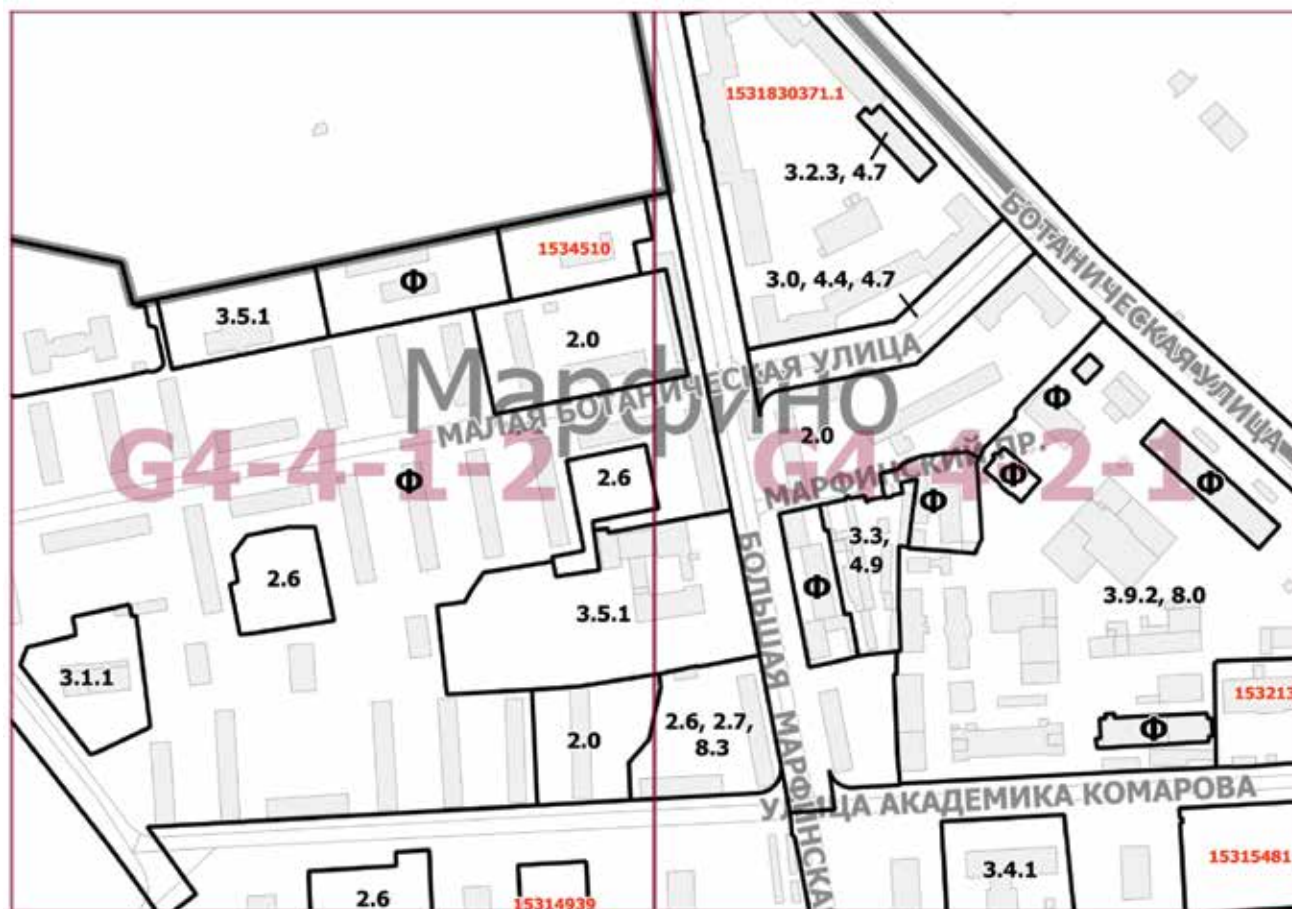 1531830371.1
3.2.3, 4.7
БОТАНИЧЕСКАЯ УЛИЦА
1534510
Ф
3.0, 4.4, 4.7
3.5.1
2.0
Марфино
МАЛАЯ БОТАНИЧЕСКАЯ УЛИЦА
Ф
2.0
G4-4-1-2
G4-4-2-1
МАРФИНСКИЙ ПР.
Ф
2.6
Ф
Ф
Ф
3.3,
4.9
2.6
Ф
3.9.2, 8.0
3.5.1
БОЛЬШАЯ МАРФИНСКА
3.1.1
153213
2.6, 2.7,
8.3
2.0
Ф
УЛИЦА АКАДЕМИКА КОМАРОВА
15315481
3.4.1
2.6
15314939